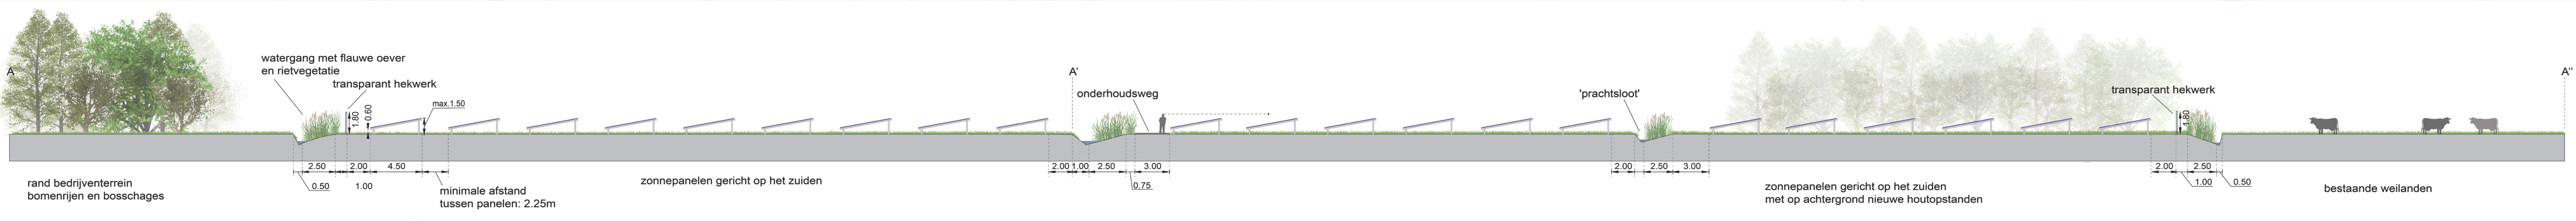 A
watergang met flauwe oever
en rietvegetatie
transparant hekwerk
1.80
0.60
max.1.50
A'
onderhoudsweg
'prachtsloot'
transparant hekwerk
1.80
A''
2.50
2.00
4.50
0.50
1.00
minimale afstand
tussen panelen: 2.25m
2.00
1.00
2.50
3.00
0.75
2.00
2.50
3.00
2.00
2.50
1.00
0.50
rand bedrijventerrein
bomenrijen en bosschages
zonnepanelen gericht op het zuiden
zonnepanelen gericht op het zuiden
met op achtergrond nieuwe houtopstanden
bestaande weilanden